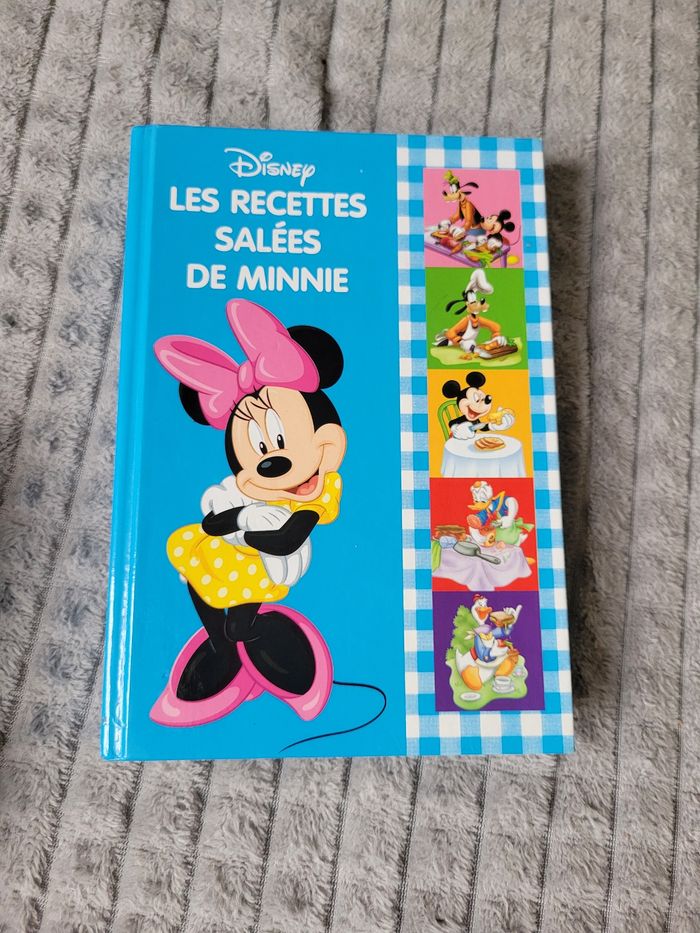 Disney
LES RECETTES
SALÉES
DE MINNIE